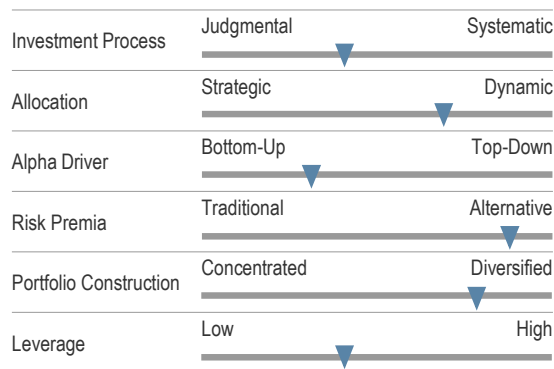 Investment Process
Judgmental Systematic
Allocation
Strategic Dynamic
Alpha Driver
Bottom-Up Top-Down
Risk Premia
Traditional Alternative
Portfolio Construction
Concentrated Diversified
Leverage
Low High